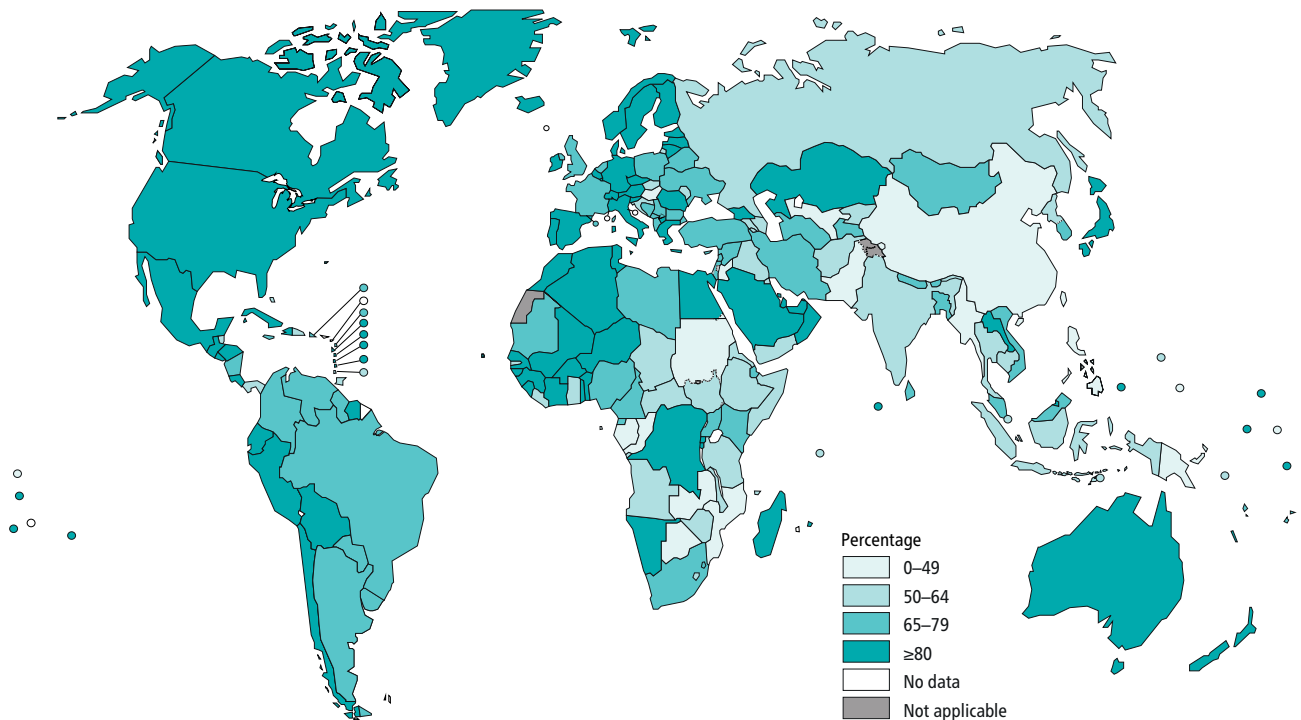 Percentage
0–49
50–64
65–79
≥80
No data
Not applicable